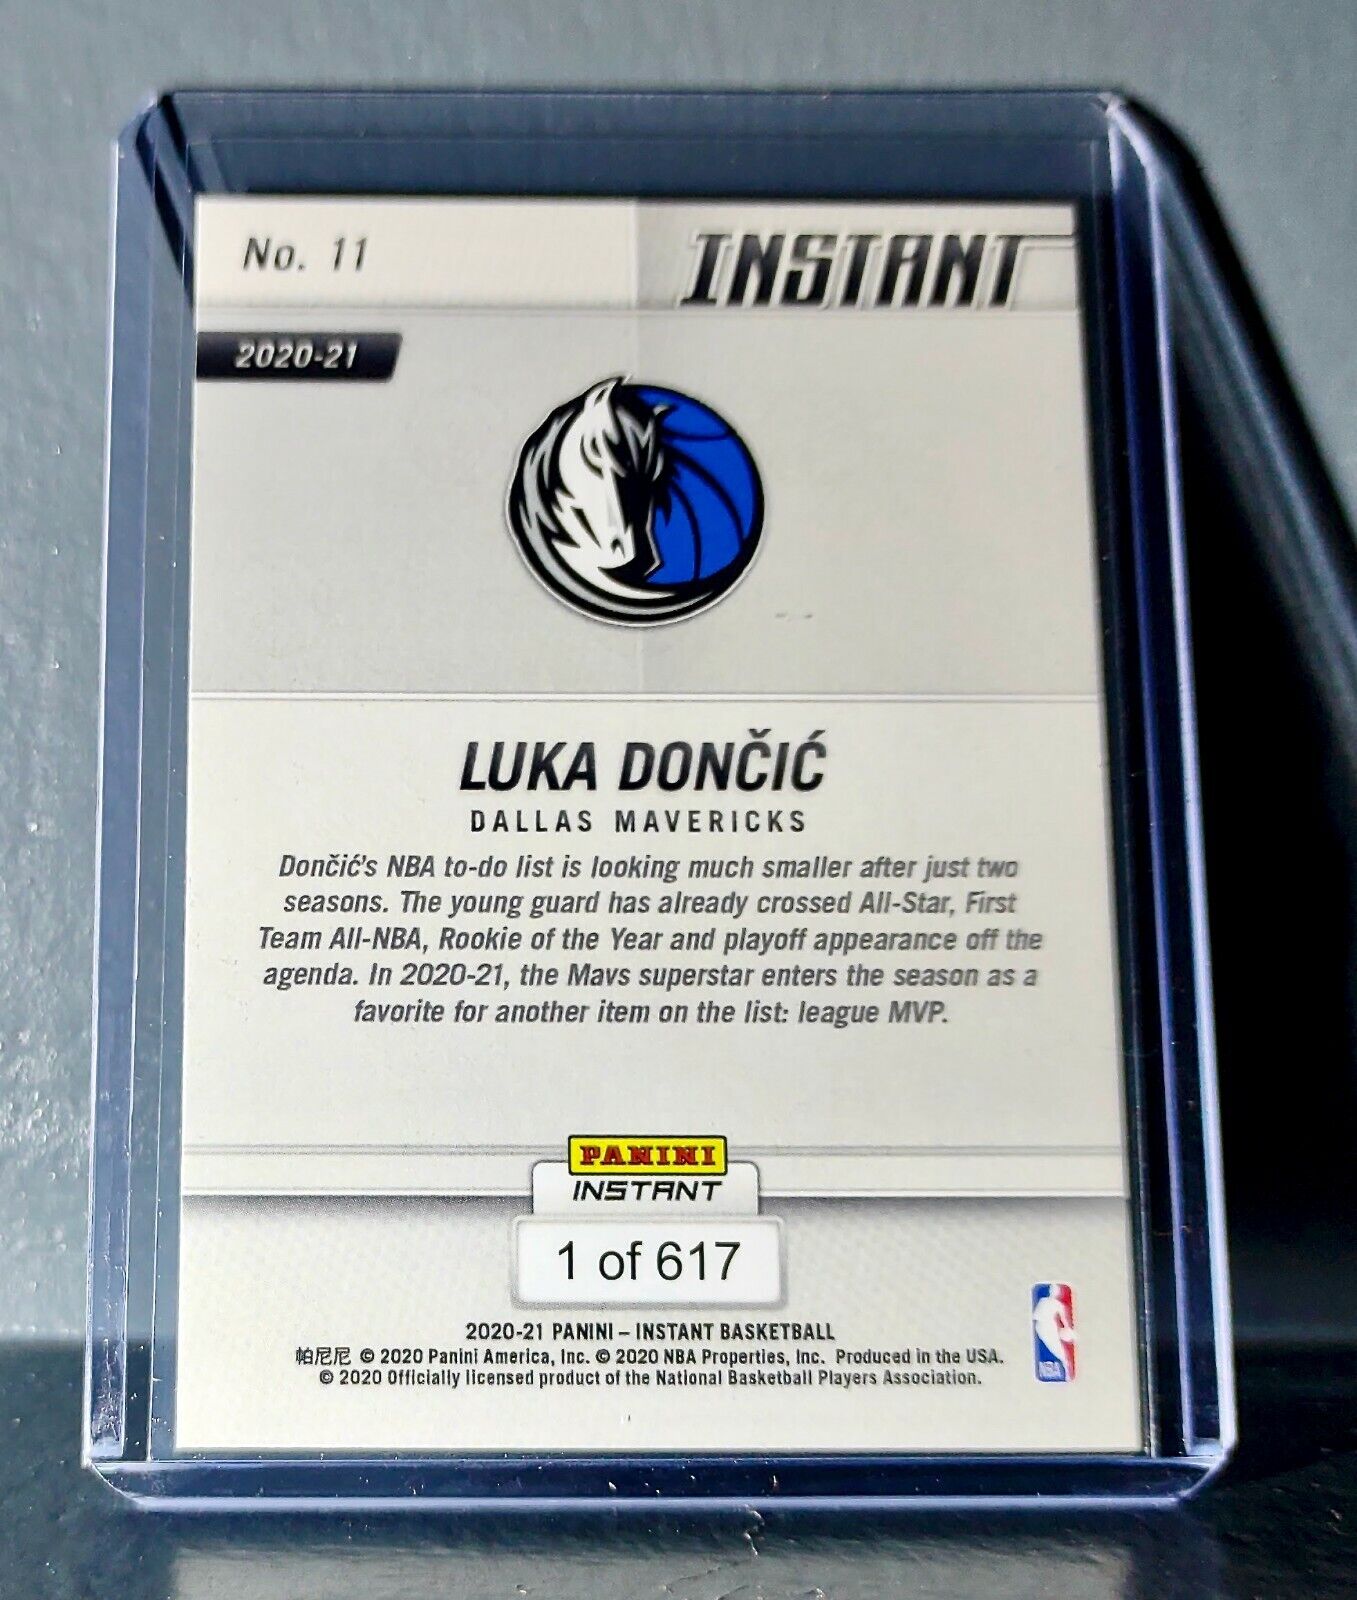 No. 11
INSTANT
2020-21
LUKA DONČIĆ
DALLAS MAVERICKS
Dončić's NBA to-do list is looking much smaller after just two
seasons. The young guard has already crossed All-Star, First
Team All-NBA, Rookie of the Year and playoff appearance off the
agenda. In 2020-21, the Mavs superstar enters the season as a
favorite for another item on the list: league MVP.
PANINI
INSTANT
1 of 617
2020-21 PANINI – INSTANT BASKETBALL
帕尼尼 © 2020 Panini America, Inc. © 2020 NBA Properties, Inc. Produced in the USA.
© 2020 Officially licensed product of the National Basketball Players Association.
NBA